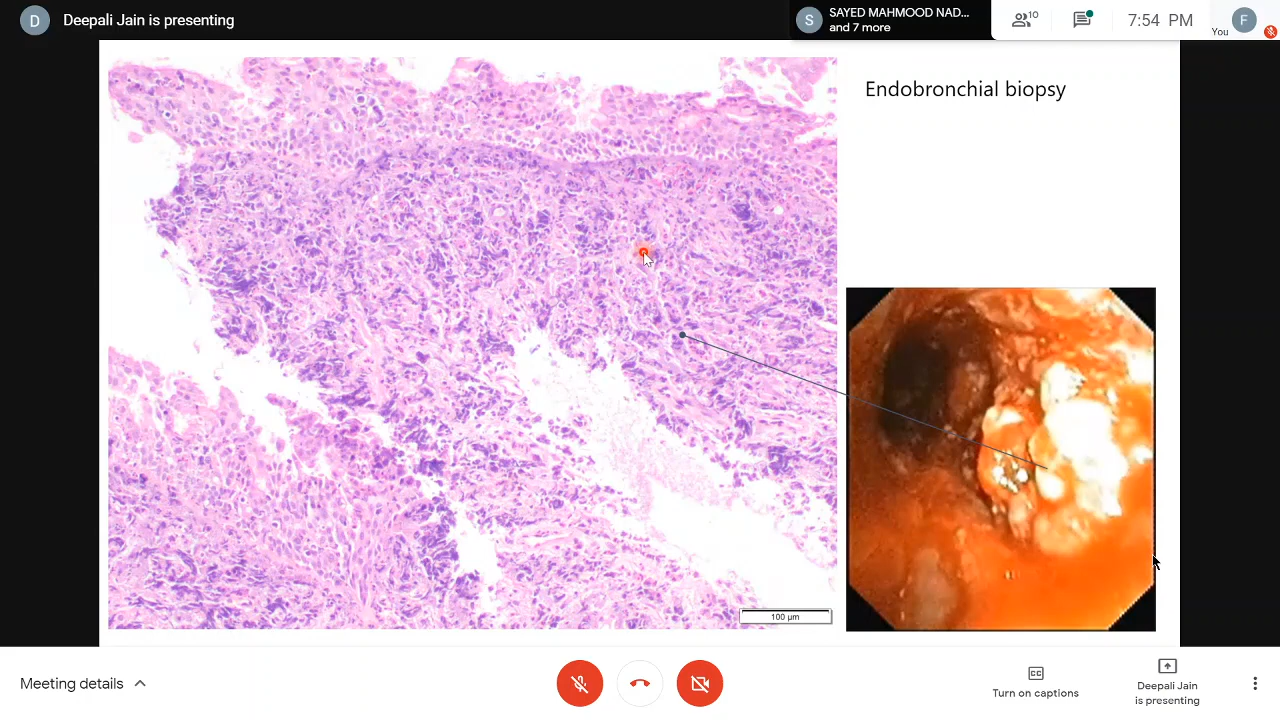 D
Deepali Jain is presenting
S
SAYED MAHMOOD NAD...
and 7 more
10
7:54 PM
You
F
Endobronchial biopsy
100 µm
Meeting details
CC
Turn on captions
Deepali Jain
is presenting